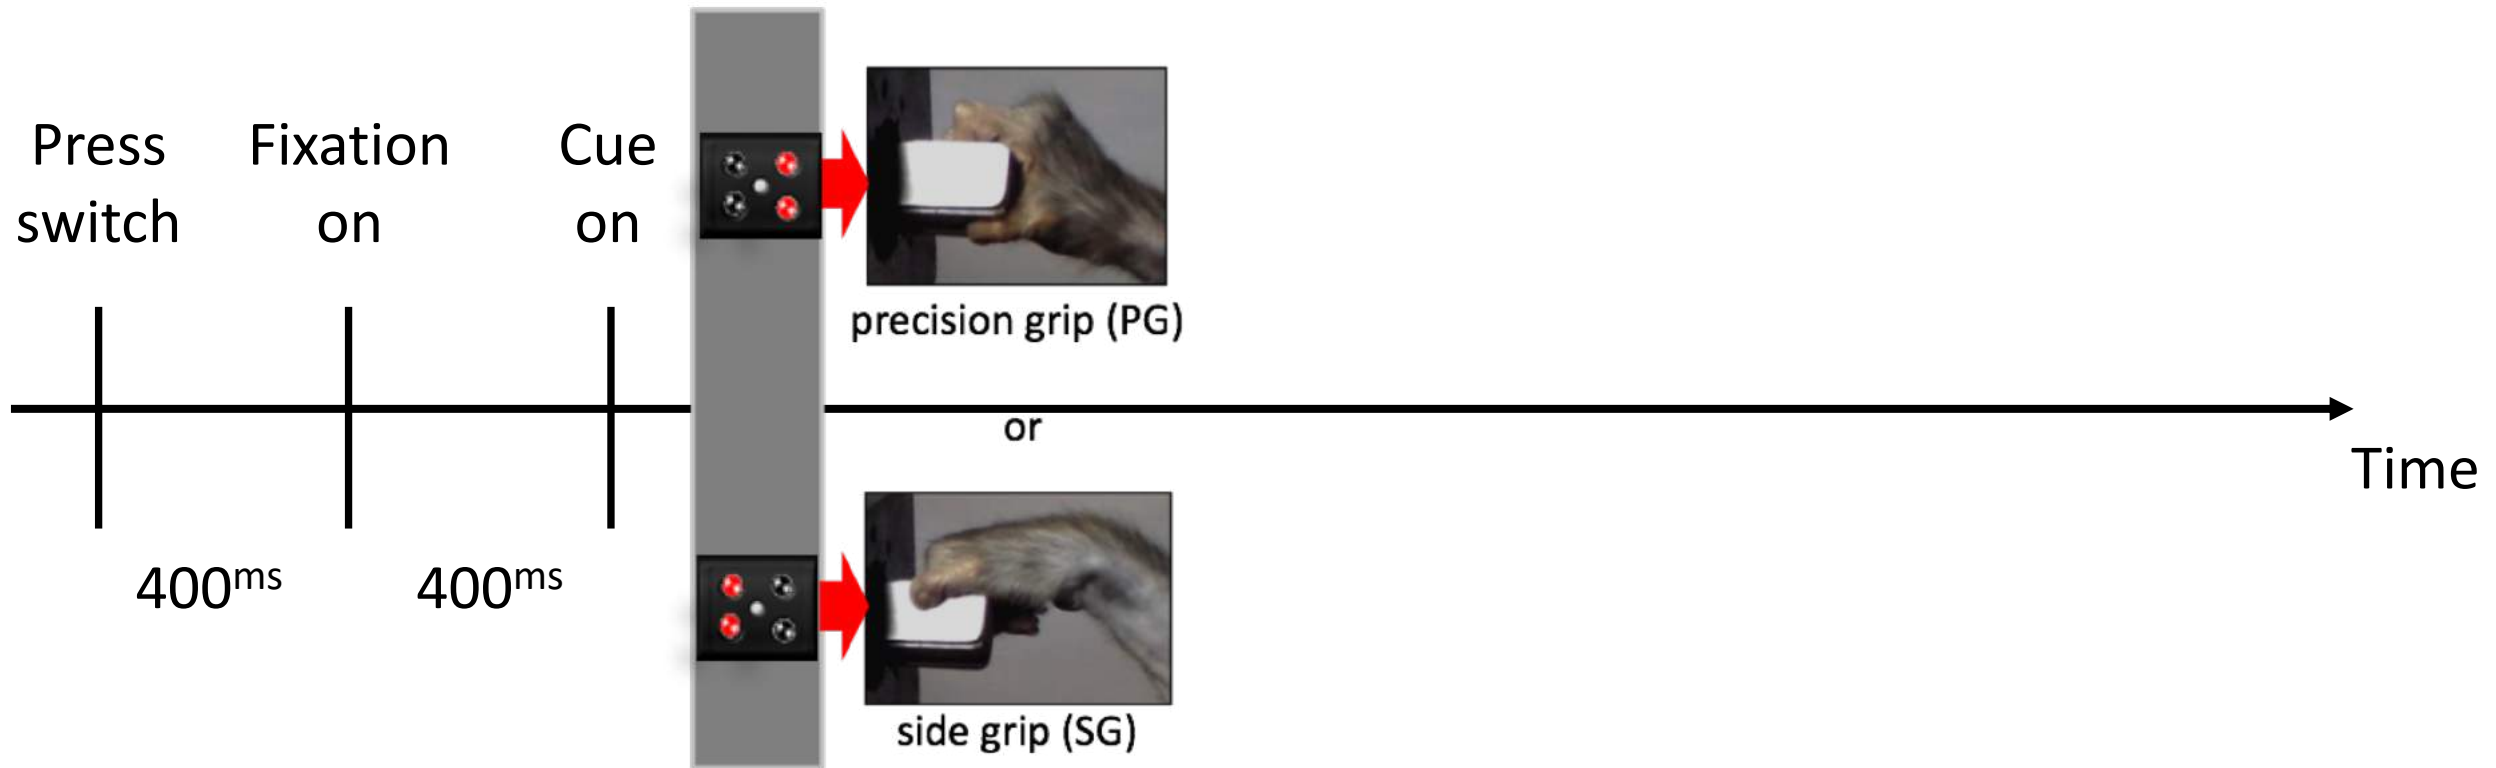 Press
switch
Fixation
on
Cue
on
precision grip (PG)
or
Time
400ms
400ms
side grip (SG)